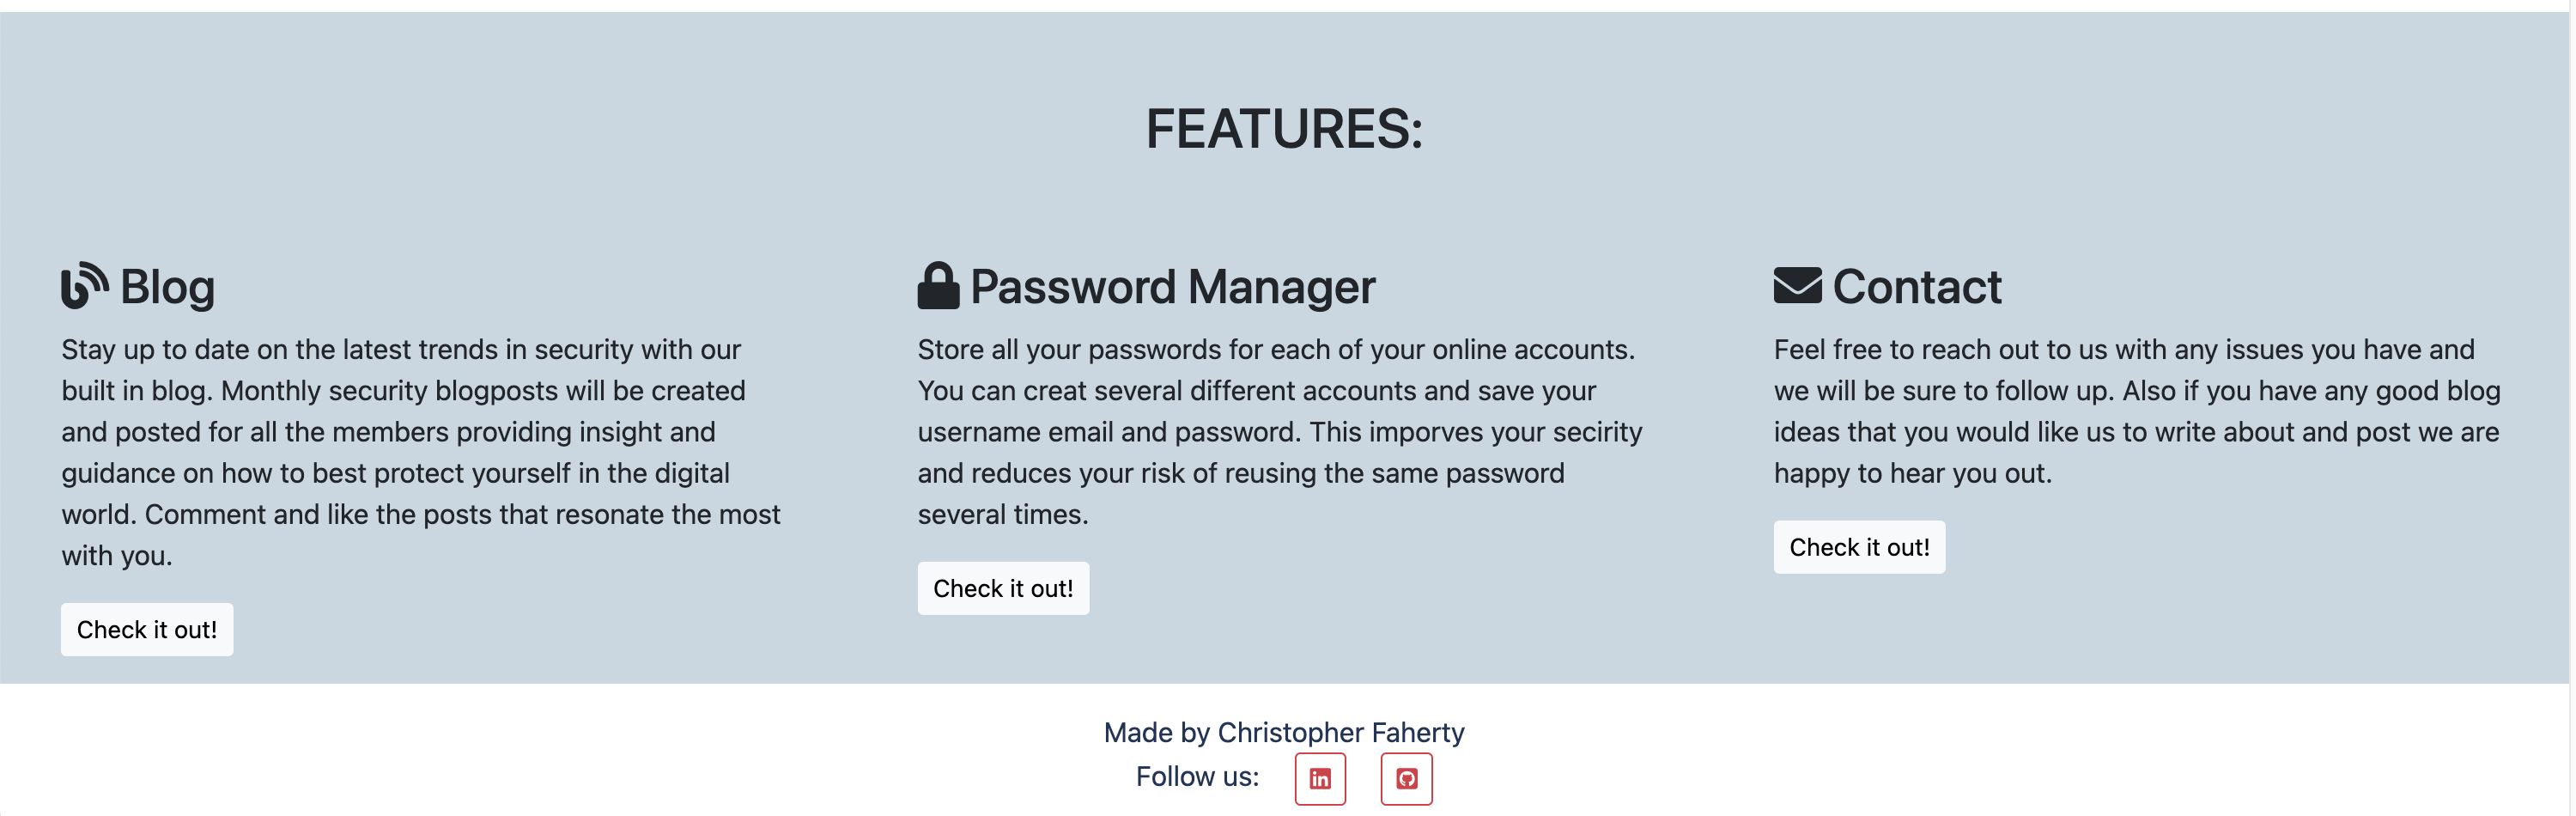 FEATURES:
Blog
Stay up to date on the latest trends in security with our
built in blog. Monthly security blogposts will be created
and posted for all the members providing insight and
guidance on how to best protect yourself in the digital
world. Comment and like the posts that resonate the most
with you.
Check it out!
Password Manager
Store all your passwords for each of your online accounts.
You can creat several different accounts and save your
username email and password. This imporves your secirity
and reduces your risk of reusing the same password
several times.
Check it out!
Contact
Feel free to reach out to us with any issues you have and
we will be sure to follow up. Also if you have any good blog
ideas that you would like us to write about and post we are
happy to hear you out.
Check it out!
Made by Christopher Faherty
Follow us:
in